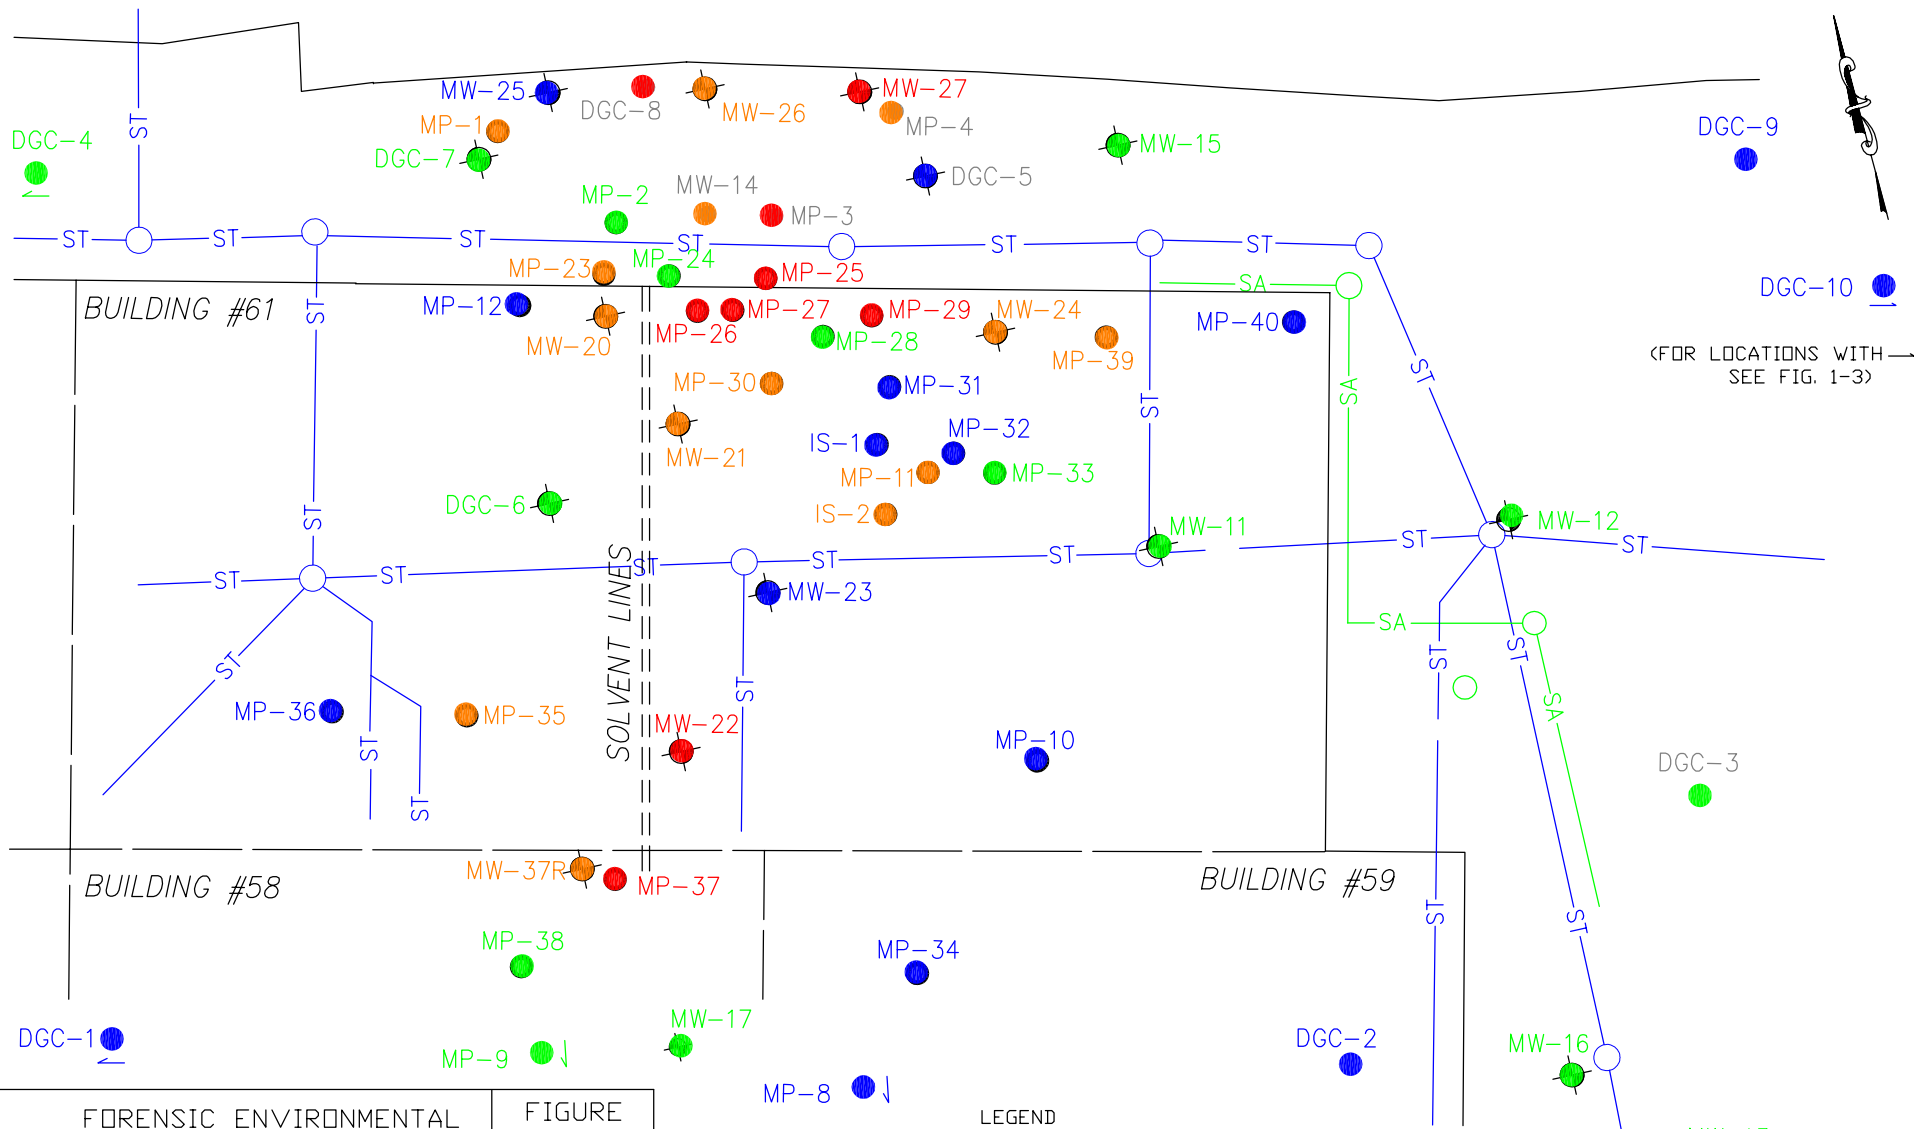 MW-25
DGC-8
MW-26
MW-27
MP-4
MP-1
DGC-7
DGC-4
ST
MW-15
DGC-9
DGC-5
MW-14
MP-2
MP-3
ST
ST
ST
ST
ST
ST
MP-23
MP-24
MP-25
SA
DGC-10
BUILDING #61
ST
MP-12
MW-20
MP-26
MP-27
MP-28
MP-29
MW-24
MP-39
MP-40
(FOR LOCATIONS WITH
SEE FIG. 1-3)
MP-30
MP-31
ST
SA
ST
MW-21
IS-1
MP-32
MP-11
MP-33
IS-2
DGC-6
ST
MW-11
MW-12
ST
ST
ST
ST
ST
ST
ST
SOLVENT LINES
MW-23
SA
ST
ST
ST
ST
SA
MP-36
MP-35
MW-22
MP-10
ST
ST
DGC-3
BUILDING #58
MW-37R
MP-37
BUILDING #59
ST
ST
MP-38
MP-34
DGC-1
MP-9
MW-17
MP-8
DGC-2
MW-16
FORENSIC ENVIRONMENTAL
FIGURE
LEGEND